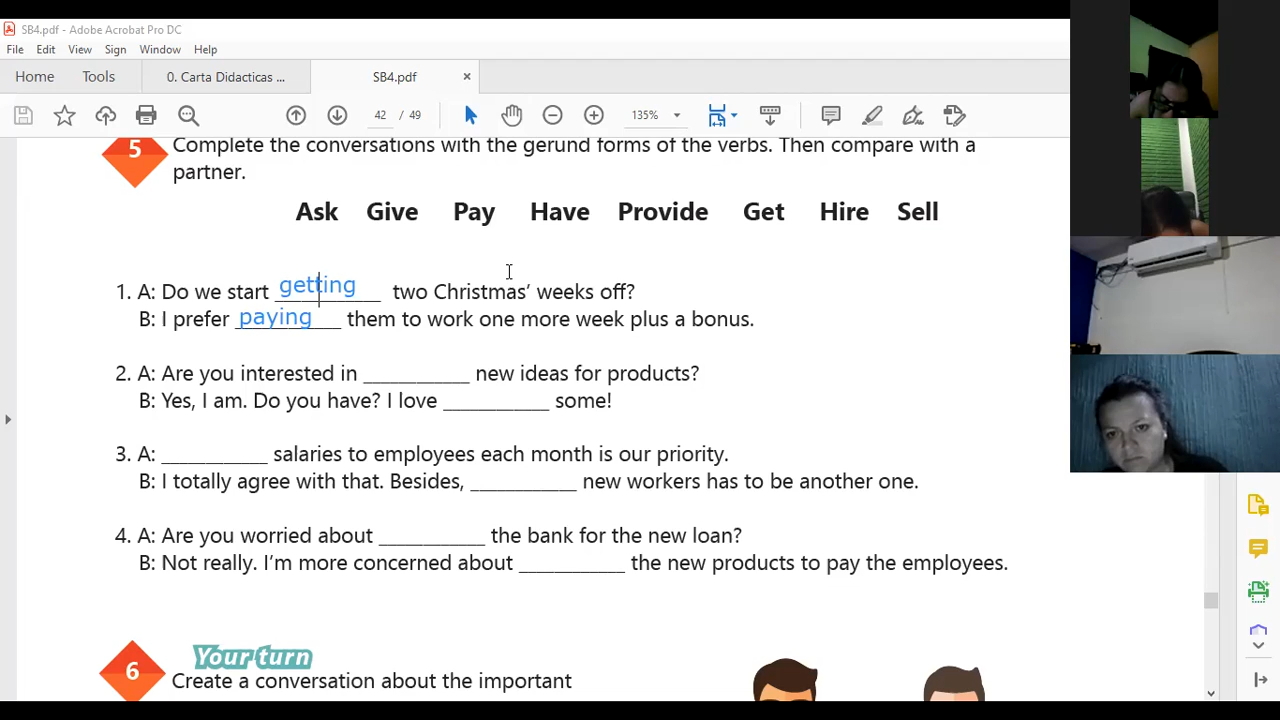 SB4.pdf - Adobe Acrobat Pro DC
File Edit View Sign Window Help
Home Tools 0. Carta Didacticas ... SB4.pdf ×
42 / 49 135%
5 Complete the conversations with the gerund forms of the verbs. Then compare with a
partner.
Ask Give Pay Have Provide Get Hire Sell
1. A: Do we start getting two Christmas’ weeks off?
B: I prefer paying them to work one more week plus a bonus.
2. A: Are you interested in ____________ new ideas for products?
B: Yes, I am. Do you have? I love ____________ some!
3. A: ____________ salaries to employees each month is our priority.
B: I totally agree with that. Besides, ____________ new workers has to be another one.
4. A: Are you worried about ____________ the bank for the new loan?
B: Not really. I’m more concerned about ____________ the new products to pay the employees.
6 Your turn
Create a conversation about the important